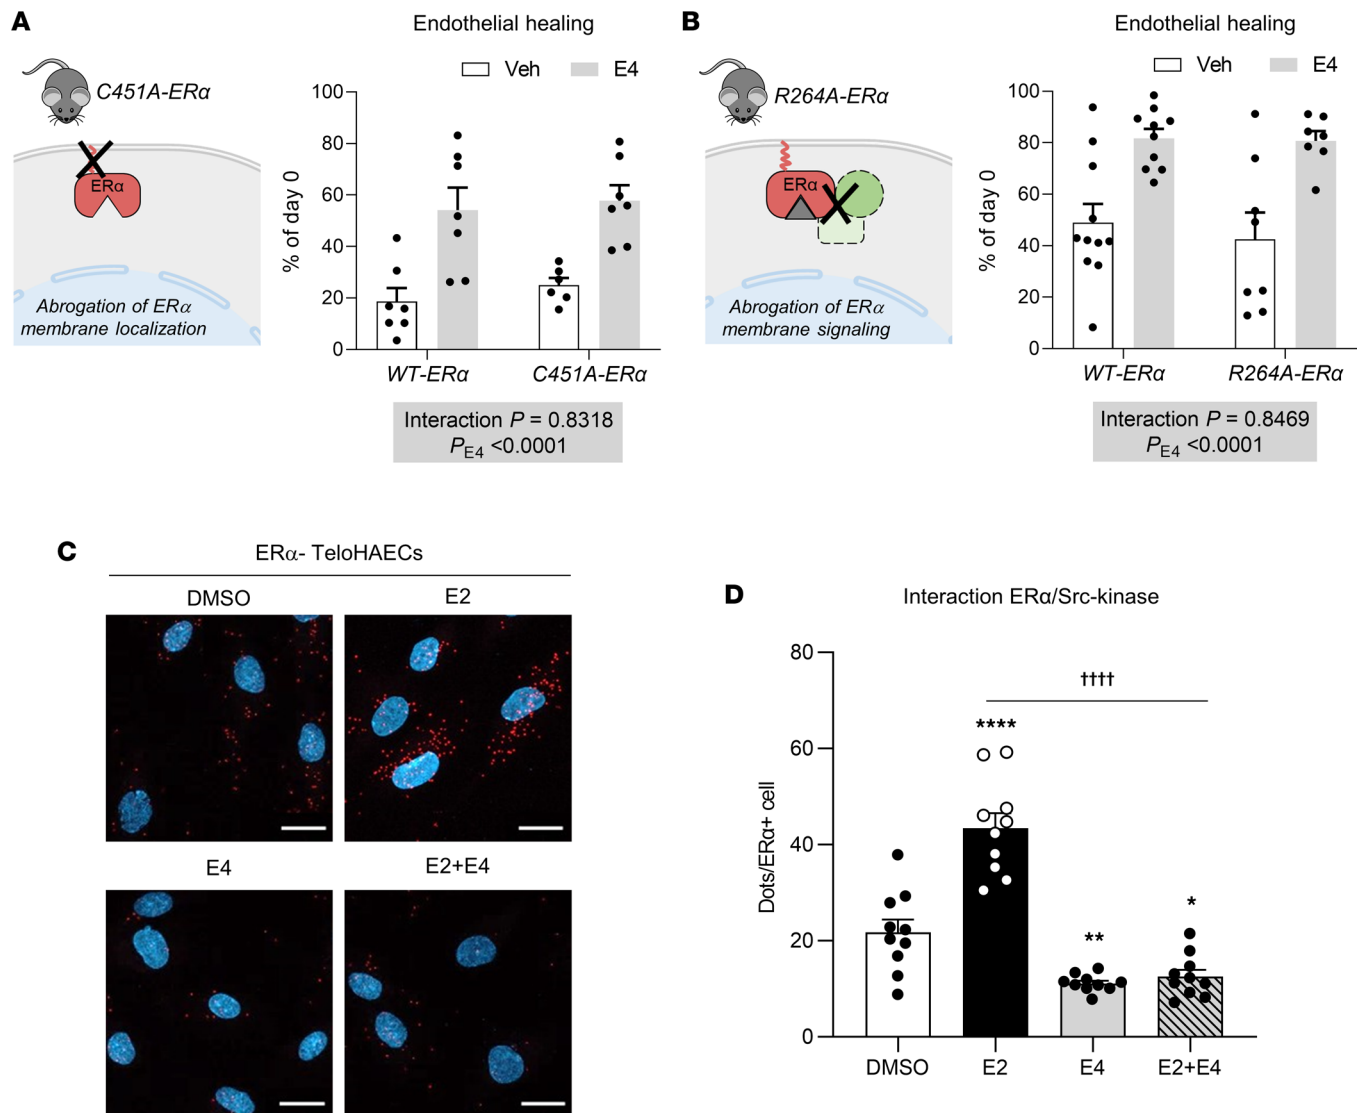 A
Endothelial healing
Veh
E4
C451A-ERα
ERα
Abrogation of ERα
membrane localization
% of day 0
100
80
60
40
20
0
WT-ERα
C451A-ERα
Interaction P = 0.8318
PE4 <0.0001
B
Endothelial healing
Veh
E4
R264A-ERα
ERα
Abrogation of ERα
membrane signaling
% of day 0
100
80
60
40
20
0
WT-ERα
R264A-ERα
Interaction P = 0.8469
PE4 <0.0001
C
ERα- TeloHAECs
DMSO
E2
E4
E2+E4
D
Interaction ERα/Src-kinase
Dots/ERα+ cell
80
60
40
20
0
††††
****
**
*
DMSO
E2
E4
E2+E4